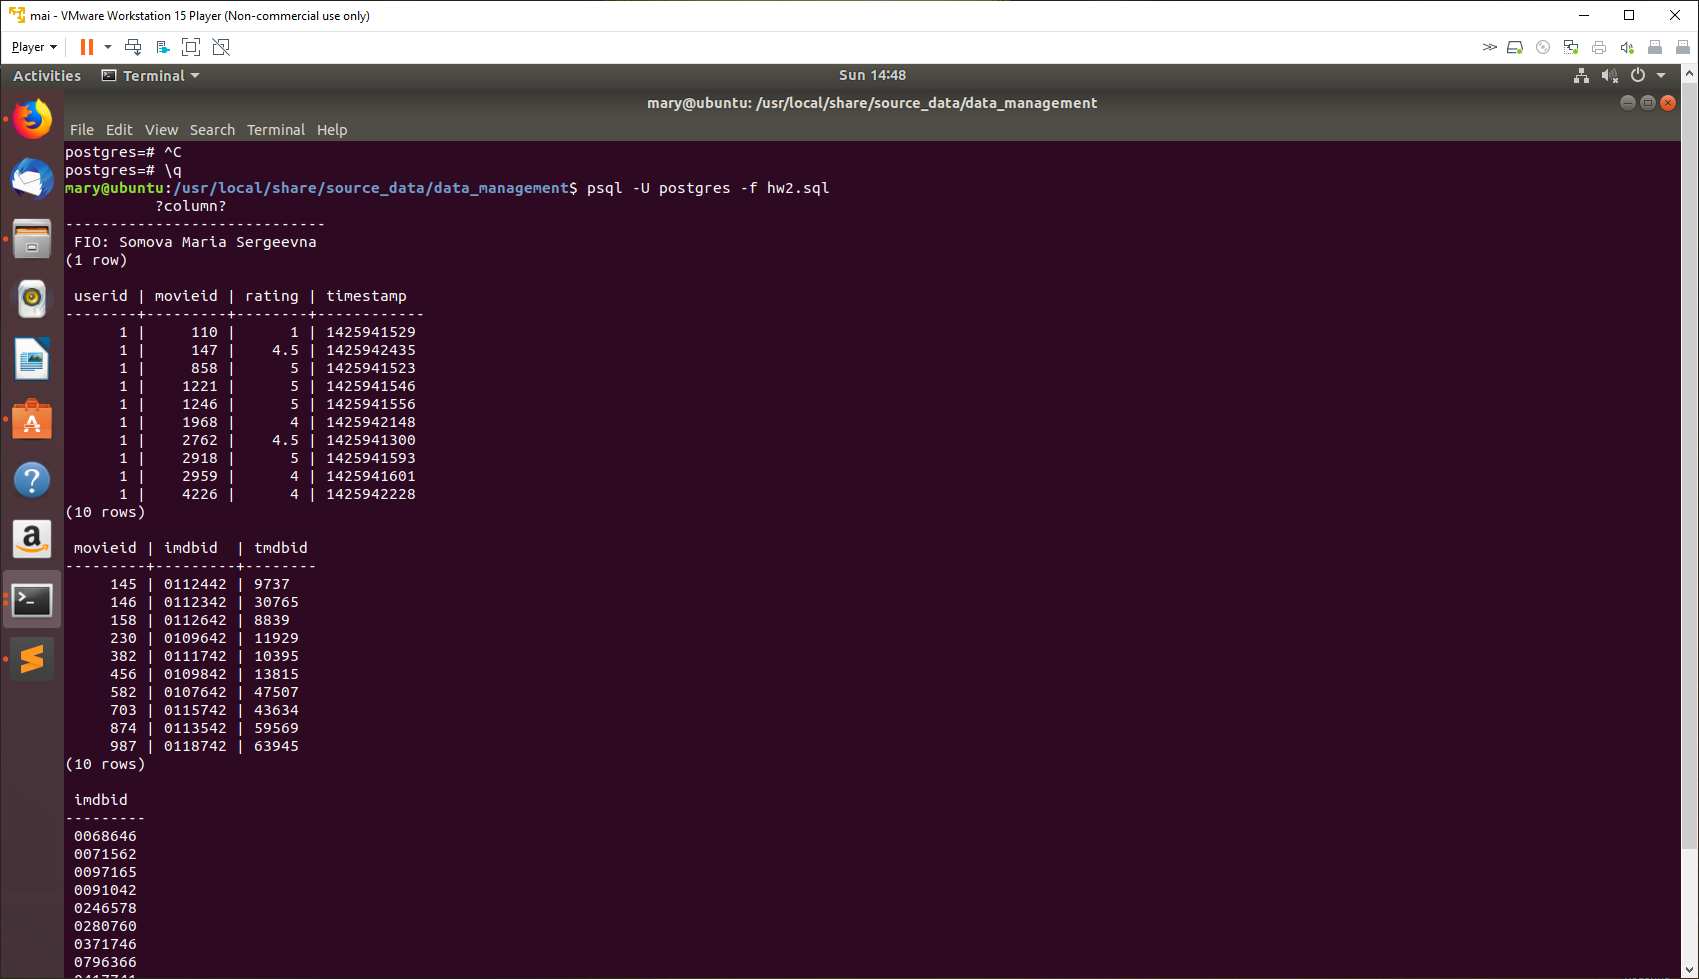 mai - VMware Workstation 15 Player (Non-commercial use only)
Player
Activities Terminal Sun 14:48
mary@ubuntu: /usr/local/share/source_data/data_management
File Edit View Search Terminal Help
postgres=# ^C
postgres=# \q
mary@ubuntu:/usr/local/share/source_data/data_management$ psql -U postgres -f hw2.sql
          ?column?
-----------------------------
 FIO: Somova Maria Sergeevna
(1 row)
 userid | movieid | rating | timestamp
--------+---------+--------+------------
      1 |     110 |      1 | 1425941529
      1 |     147 |    4.5 | 1425942435
      1 |     858 |      5 | 1425941523
      1 |    1221 |      5 | 1425941546
      1 |    1246 |      5 | 1425941556
      1 |    1968 |      4 | 1425942148
      1 |    2762 |    4.5 | 1425941300
      1 |    2918 |      5 | 1425941593
      1 |    2959 |      4 | 1425941601
      1 |    4226 |      4 | 1425942228
(10 rows)
 movieid | imdbid  | tmdbid
---------+---------+--------
     145 | 0112442 | 9737
     146 | 0112342 | 30765
     158 | 0112642 | 8839
     230 | 0109642 | 11929
     382 | 0111742 | 10395
     456 | 0109842 | 13815
     582 | 0107642 | 47507
     703 | 0115742 | 43634
     874 | 0113542 | 59569
     987 | 0118742 | 63945
(10 rows)
 imdbid
---------
 0068646
 0071562
 0097165
 0091042
 0246578
 0280760
 0371746
 0796366